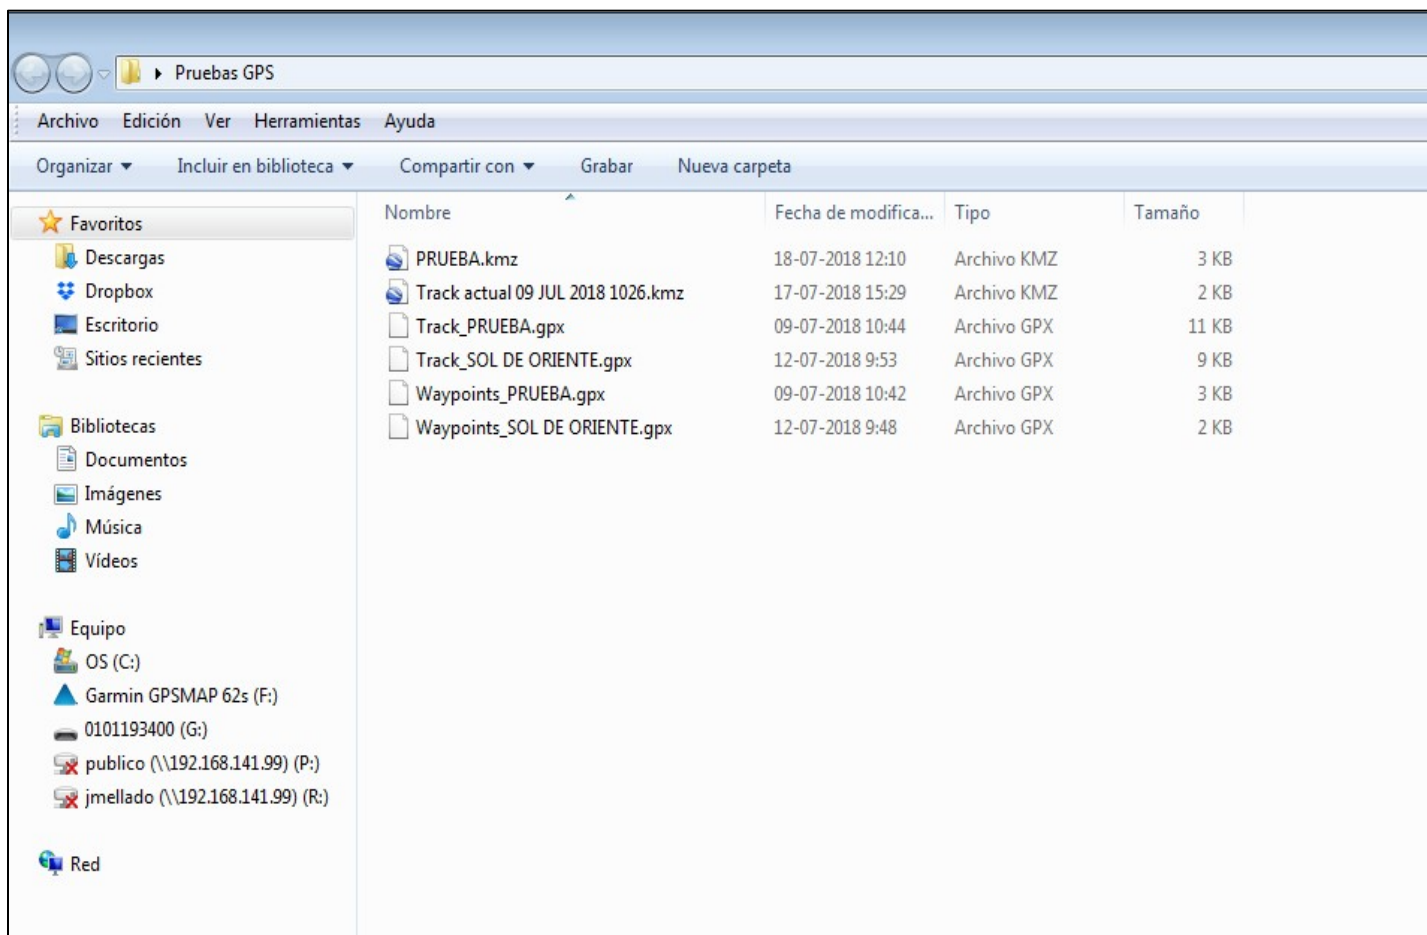 Pruebas GPS
Archivo Edición Ver Herramientas Ayuda
Organizar Incluir en biblioteca Compartir con Grabar Nueva carpeta
Favoritos
Descargas
Dropbox
Escritorio
Sitios recientes
Bibliotecas
Documentos
Imágenes
Música
Vídeos
Equipo
OS (C:)
Garmin GPSMAP 62s (F:)
0101193400 (G:)
publico (\\192.168.141.99) (P:)
jmellado (\\192.168.141.99) (R:)
Red
Nombre Fecha de modifica... Tipo Tamaño
PRUEBA.kmz 18-07-2018 12:10 Archivo KMZ 3 KB
Track actual 09 JUL 2018 1026.kmz 17-07-2018 15:29 Archivo KMZ 2 KB
Track_PRUEBA.gpx 09-07-2018 10:44 Archivo GPX 11 KB
Track_SOL DE ORIENTE.gpx 12-07-2018 9:53 Archivo GPX 9 KB
Waypoints_PRUEBA.gpx 09-07-2018 10:42 Archivo GPX 3 KB
Waypoints_SOL DE ORIENTE.gpx 12-07-2018 9:48 Archivo GPX 2 KB